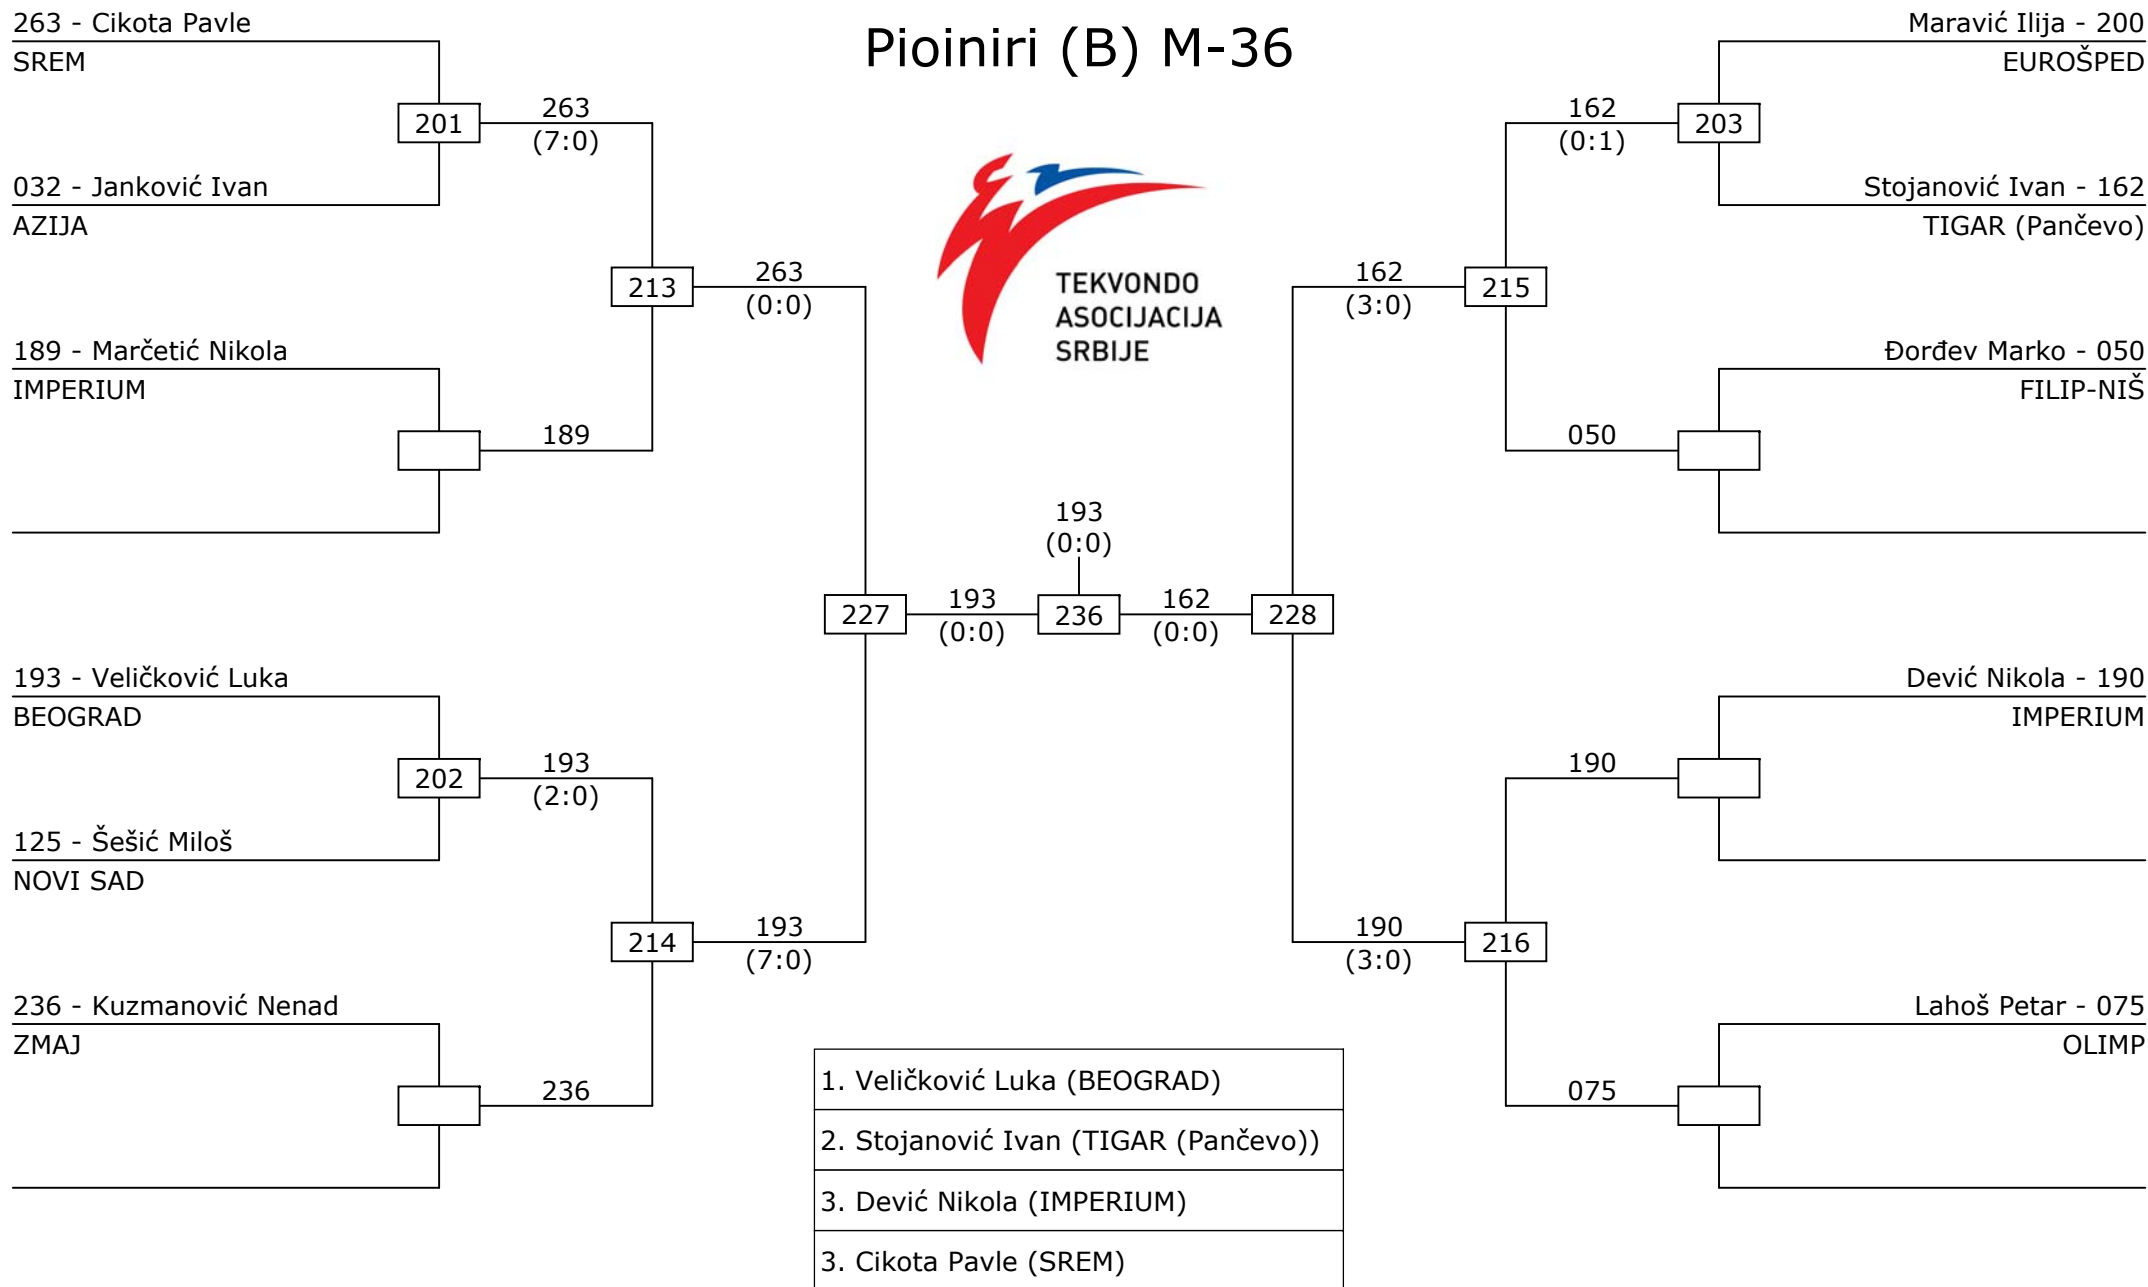 Pioiniri (B) M-36
TEKVONDO
ASOCIJACIJA
SRBIJE
263 - Cikota Pavle
SREM
201
263
(7:0)
032 - Janković Ivan
AZIJA
213
263
(0:0)
189 - Marčetić Nikola
IMPERIUM
189
193 - Veličković Luka
BEOGRAD
202
193
(2:0)
125 - Šešić Miloš
NOVI SAD
214
193
(7:0)
236 - Kuzmanović Nenad
ZMAJ
236
227
193
(0:0)
193
(0:0)
236
162
(0:0)
228
Maravić Ilija - 200
EUROŠPED
162
(0:1)
203
Stojanović Ivan - 162
TIGAR (Pančevo)
162
(3:0)
215
Đorđev Marko - 050
FILIP-NIŠ
050
Dević Nikola - 190
IMPERIUM
190
190
(3:0)
216
Lahoš Petar - 075
OLIMP
075
1. Veličković Luka (BEOGRAD)
2. Stojanović Ivan (TIGAR (Pančevo))
3. Dević Nikola (IMPERIUM)
3. Cikota Pavle (SREM)